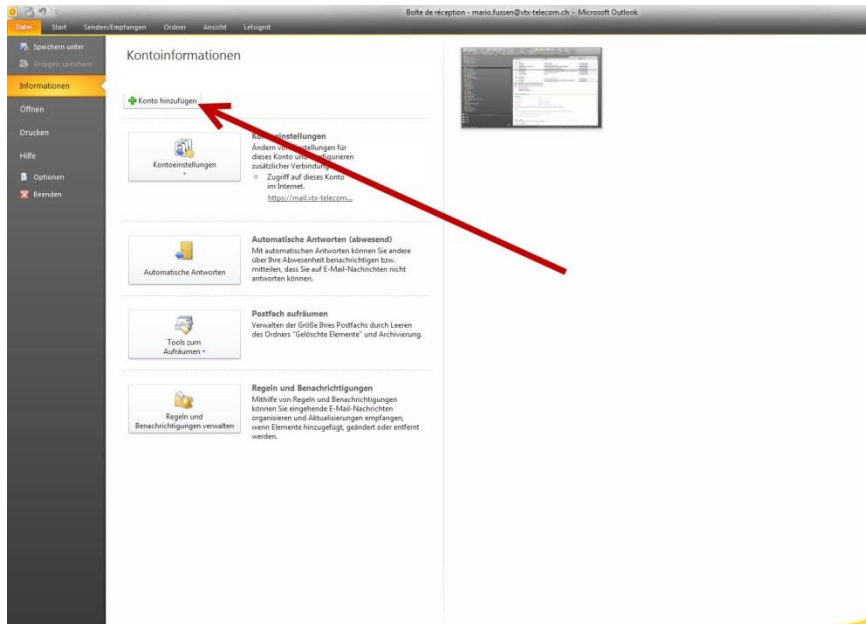 Boîte de réception - mario.fussen@vtx-telecom.ch - Microsoft Outlook
Datei Start Senden/Empfangen Ordner Ansicht Letsignit
Speichern unter
Anlagen speichern
Informationen
Öffnen
Drucken
Hilfe
Optionen
Beenden
Kontoinformationen
Konto hinzufügen
Kontoeinstellungen
Kontoeinstellungen
Ändern von Einstellungen für
dieses Konto und Konfigurieren
zusätzlicher Verbindungen.
Zugriff auf dieses Konto
im Internet.
https://mail.vtx-telecom...
Automatische Antworten
Automatische Antworten (abwesend)
Mit automatischen Antworten können Sie andere
über Ihre Abwesenheit benachrichtigen bzw.
mitteilen, dass Sie auf E-Mail-Nachrichten nicht
antworten können.
Tools zum
Aufräumen
Postfach aufräumen
Verwalten der Größe Ihres Postfachs durch Leeren
des Ordners "Gelöschte Elemente" und Archivierung.
Regeln und
Benachrichtigungen verwalten
Regeln und Benachrichtigungen
Mithilfe von Regeln und Benachrichtigungen
können Sie eingehende E-Mail-Nachrichten
organisieren und Aktualisierungen empfangen,
wenn Elemente hinzugefügt, geändert oder entfernt
werden.